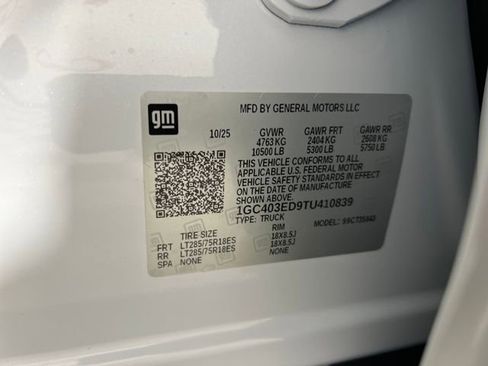 gm
MFD BY GENERAL MOTORS LLC
10/25 GVWR GAWR FRT GAWR RR
4763 KG 2404 KG 2608 KG
10500 LB 5300 LB 5750 LB
THIS VEHICLE CONFORMS TO ALL
APPLICABLE U.S. FEDERAL MOTOR
VEHICLE SAFETY STANDARDS IN
EFFECT ON THE DATE OF
MANUFACTURE SHOWN ABOVE.
1GC403ED9TU410839
TYPE: TRUCK
TIRE SIZE RIM
FRT LT285/75R18ES 18X8.5J
RR LT285/75R18ES 18X8.5J
SPA NONE NONE